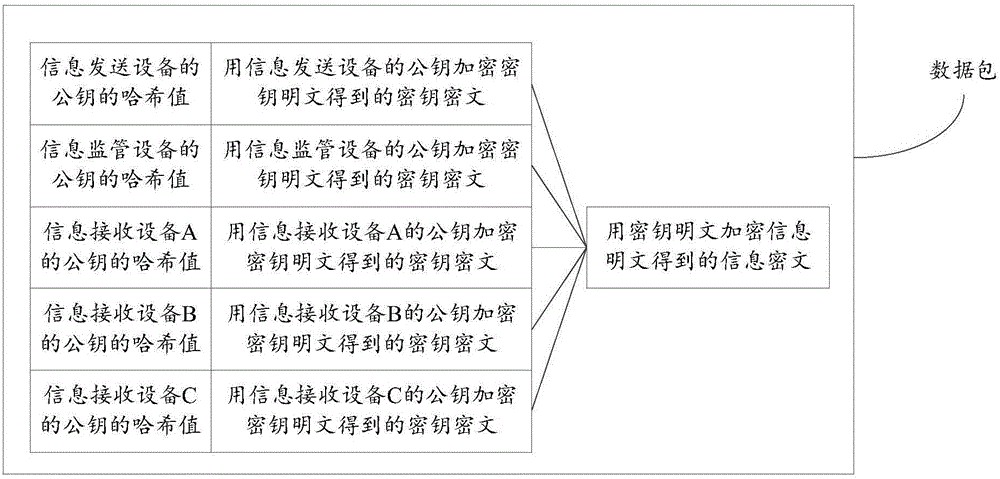 信息发送设备的
公钥的哈希值
用信息发送设备的公钥加密密
钥明文得到的密钥密文
信息监管设备的
公钥的哈希值
用信息监管设备的公钥加密密
钥明文得到的密钥密文
信息接收设备A
的公钥的哈希值
用信息接收设备A的公钥加密
密钥明文得到的密钥密文
信息接收设备B
的公钥的哈希值
用信息接收设备B的公钥加密
密钥明文得到的密钥密文
信息接收设备C
的公钥的哈希值
用信息接收设备C的公钥加密
密钥明文得到的密钥密文
用密钥明文加密信息
明文得到的信息密文
数据包